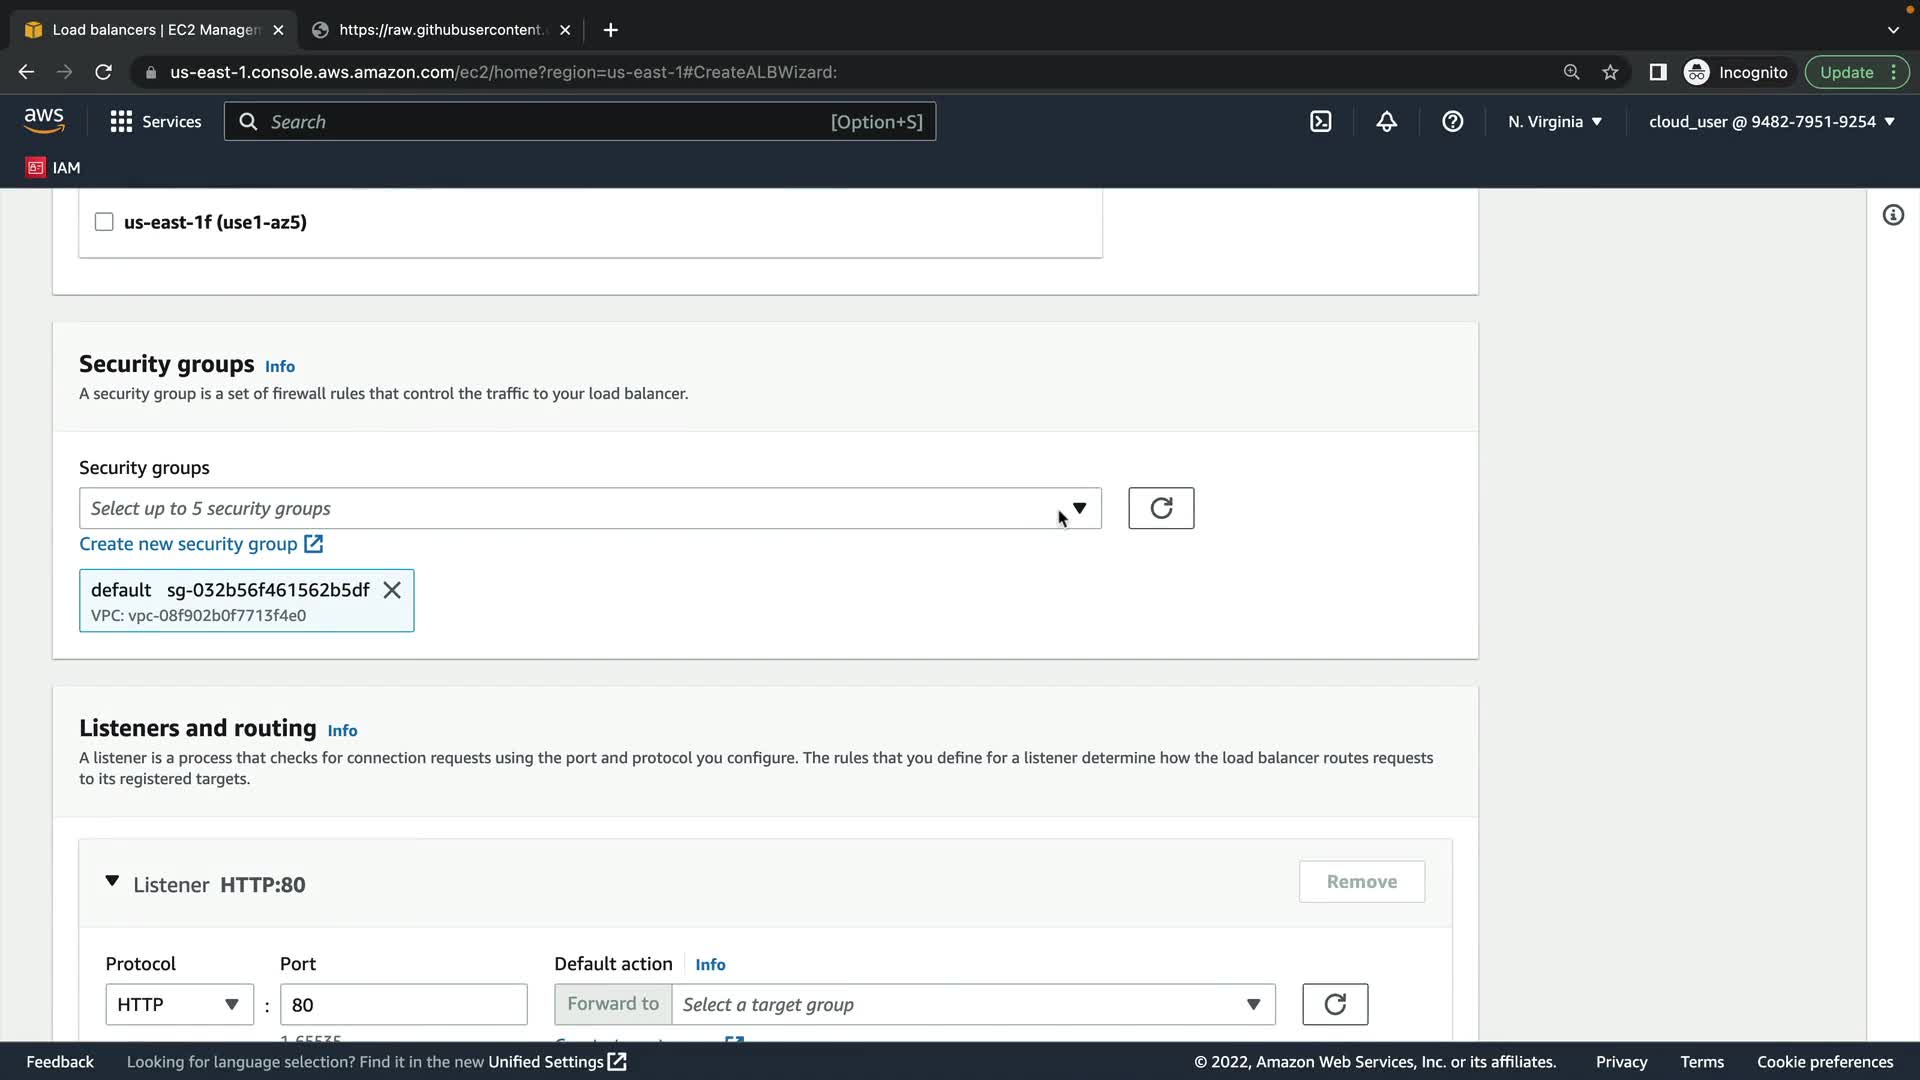 Load balancers | EC2 Manager
https://raw.githubusercontent.
us-east-1.console.aws.amazon.com/ec2/home?region=us-east-1#CreateALBWizard:
Incognito
Update
aws
Services
Search
[Option+S]
N. Virginia
cloud_user @ 9482-7951-9254
IAM
us-east-1f (use1-az5)
Security groups Info
A security group is a set of firewall rules that control the traffic to your load balancer.
Security groups
Select up to 5 security groups
Create new security group
default sg-032b56f461562b5df
VPC: vpc-08f902b0f7713f4e0
Listeners and routing Info
A listener is a process that checks for connection requests using the port and protocol you configure. The rules that you define for a listener determine how the load balancer routes requests
to its registered targets.
Listener HTTP:80
Remove
Protocol
Port
Default action
Info
HTTP
:
80
Forward to
Select a target group
1-65535
Feedback
Looking for language selection? Find it in the new Unified Settings
© 2022, Amazon Web Services, Inc. or its affiliates.
Privacy
Terms
Cookie preferences